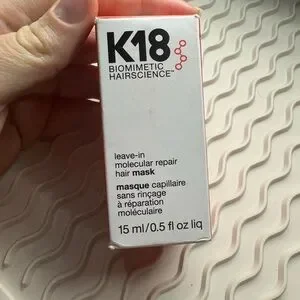 K18
BIOMIMETIC
HAIRSCIENCE™
leave-in
molecular repair
hair mask
masque capillaire
sans rinçage
à réparation
moléculaire
15 ml/0.5 fl oz liq